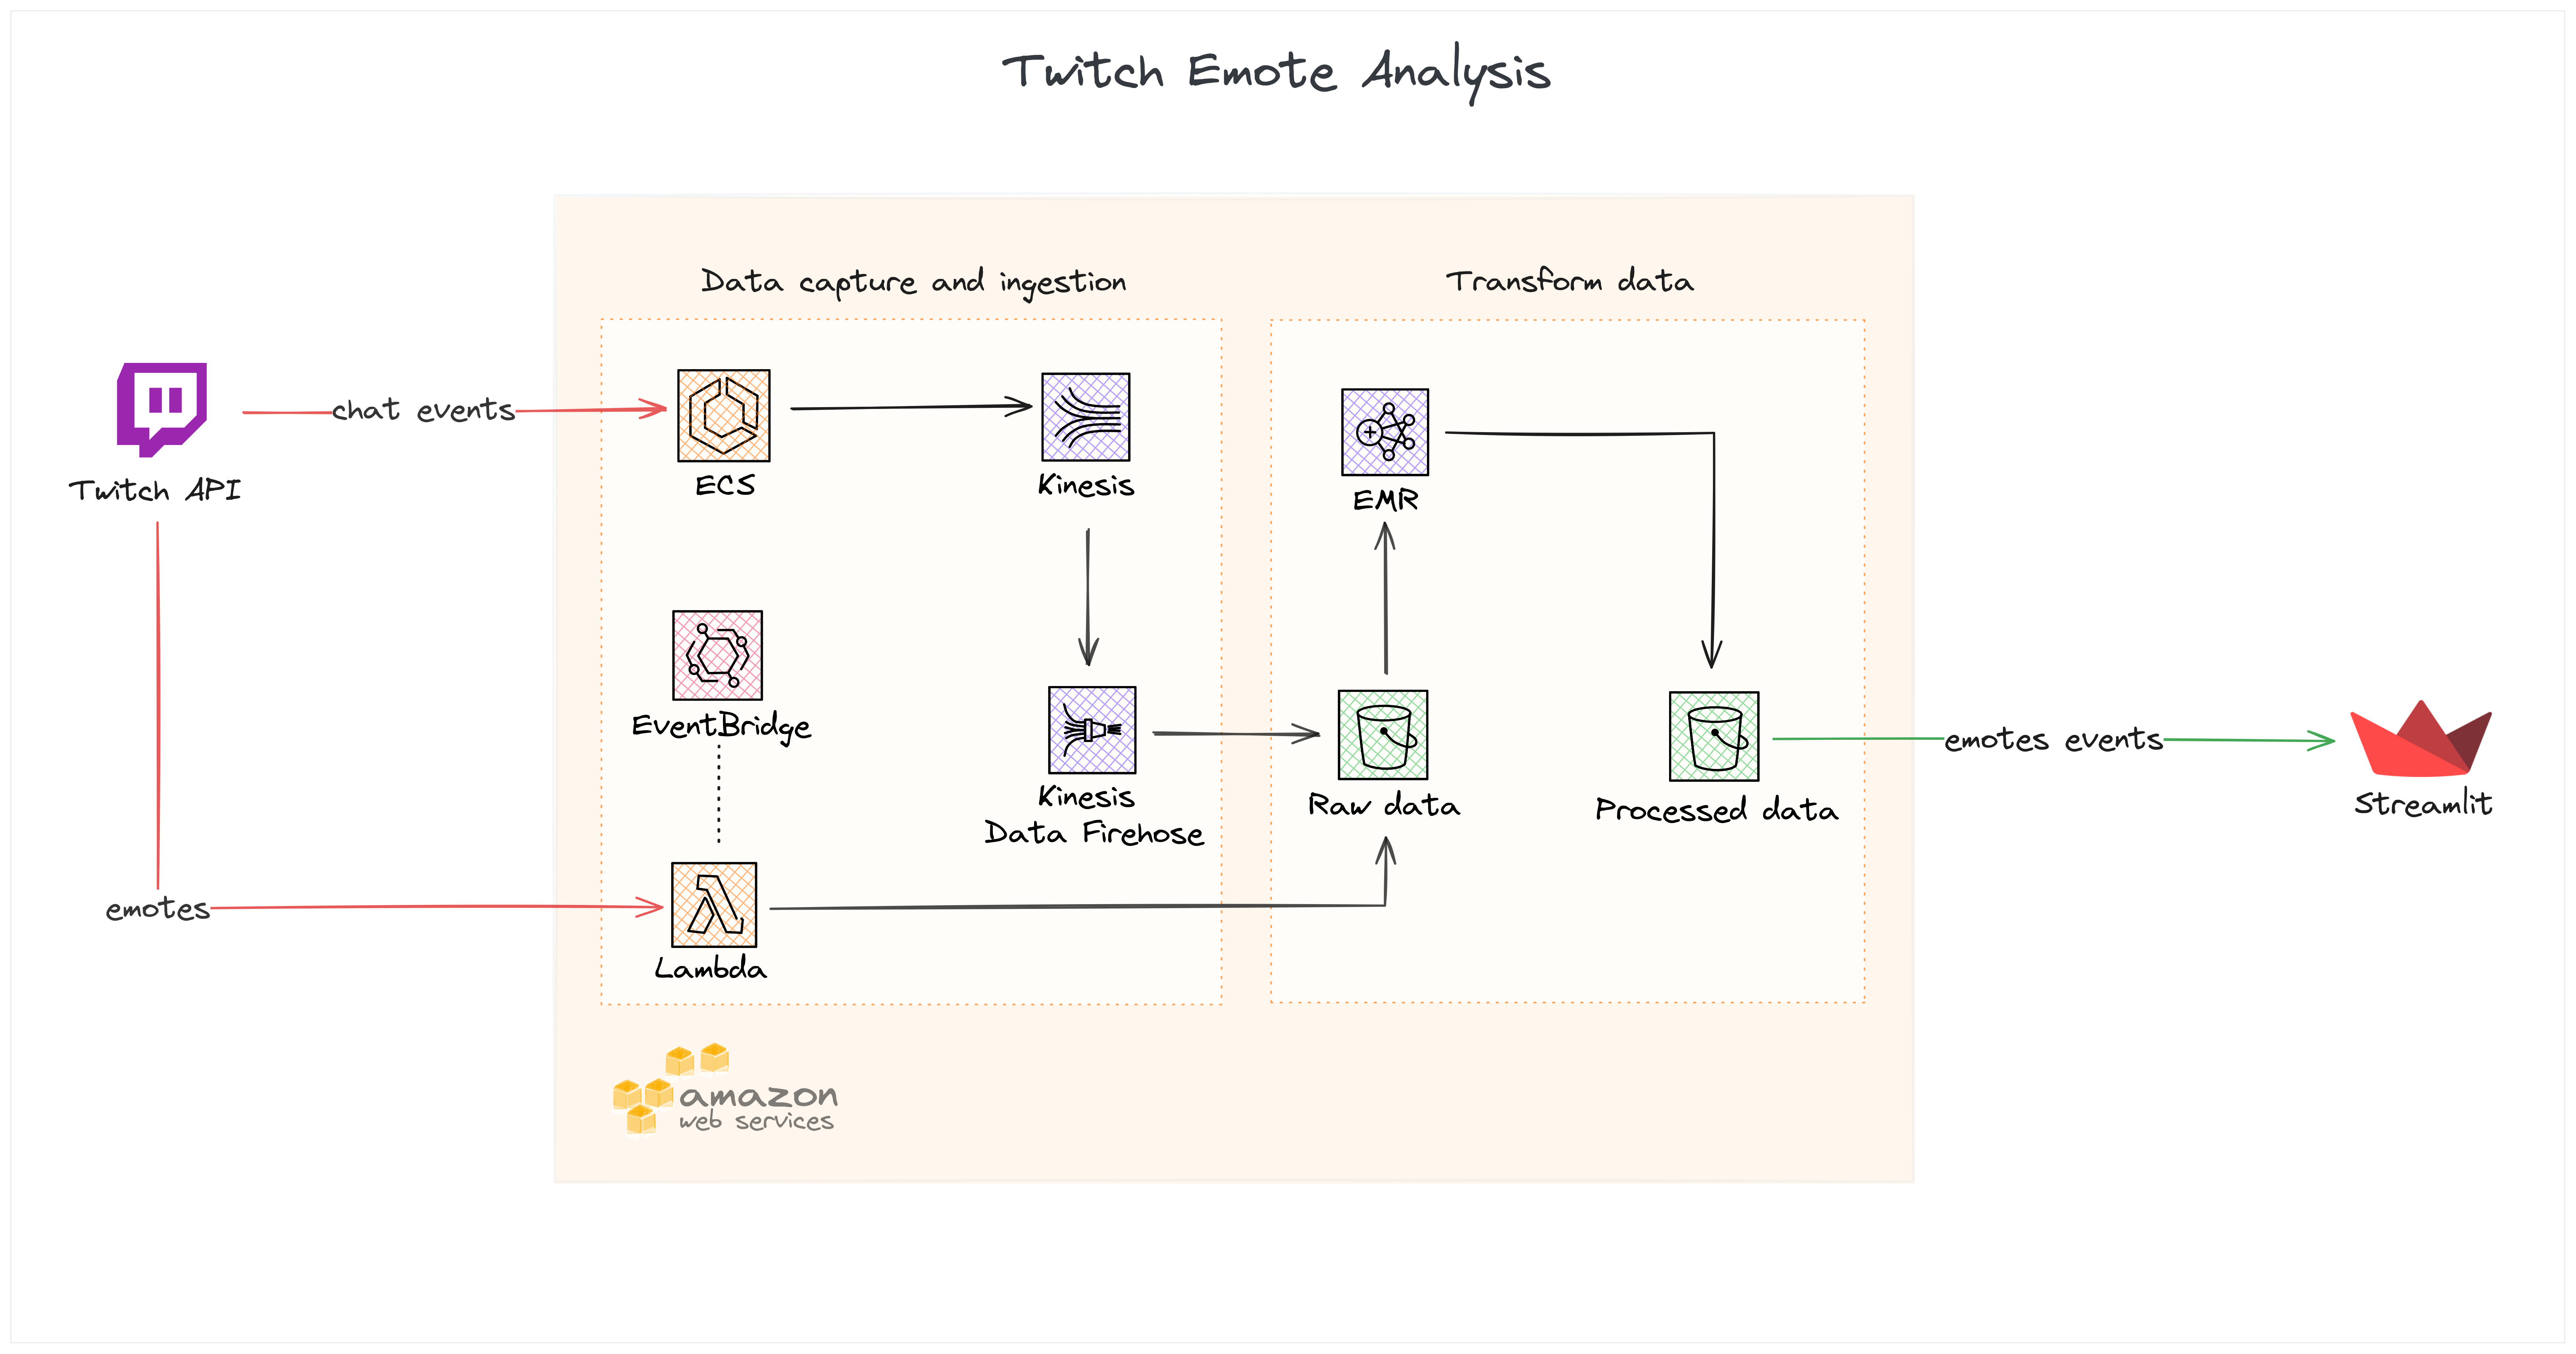 Twitch Emote Analysis
Data capture and ingestion
Transform data
chat events
Twitch API
ECS
Kinesis
EMR
EventBridge
Kinesis
Data Firehose
Raw data
Processed data
emotes events
Streamlit
emotes
Lambda
amazon
web services